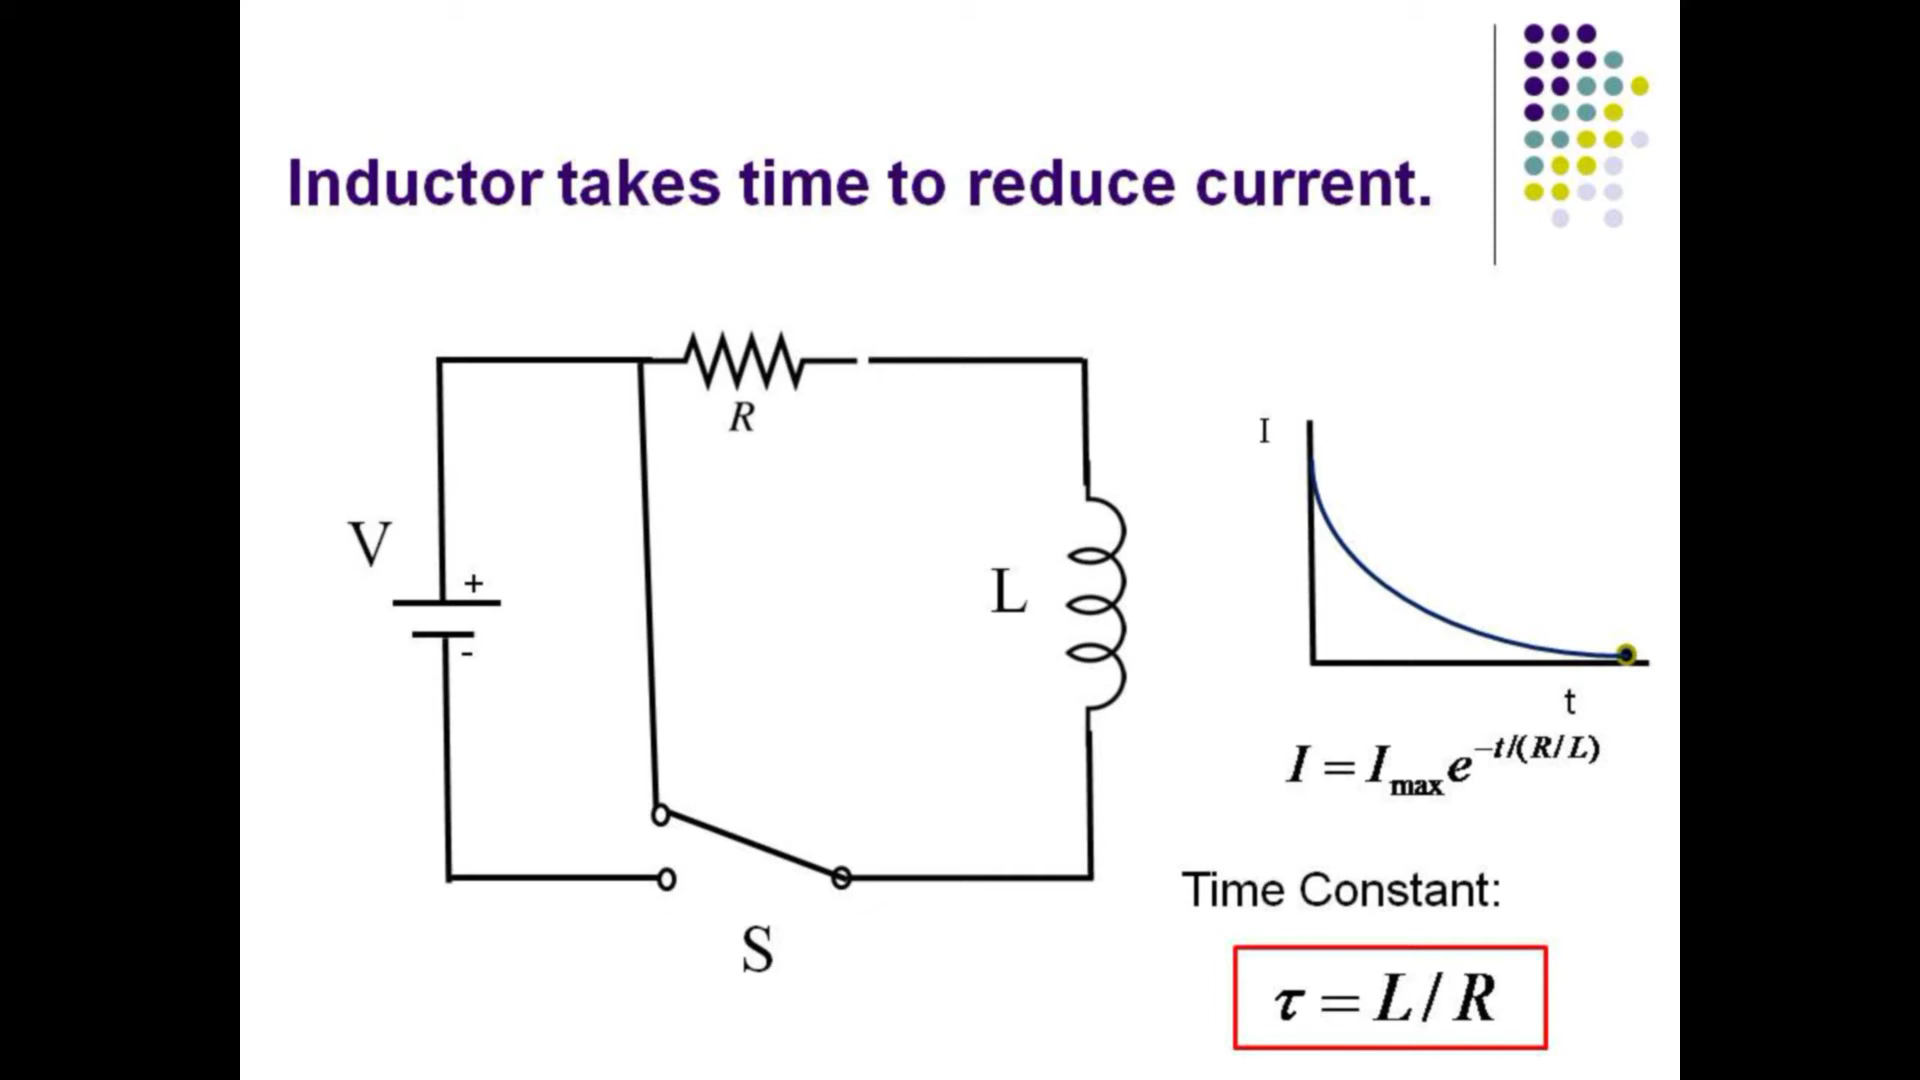 Inductor takes time to reduce current.
R
I
V
+
L
-
t
I = I_max e^{-t/(R/L)}
Time Constant:
S
τ = L / R